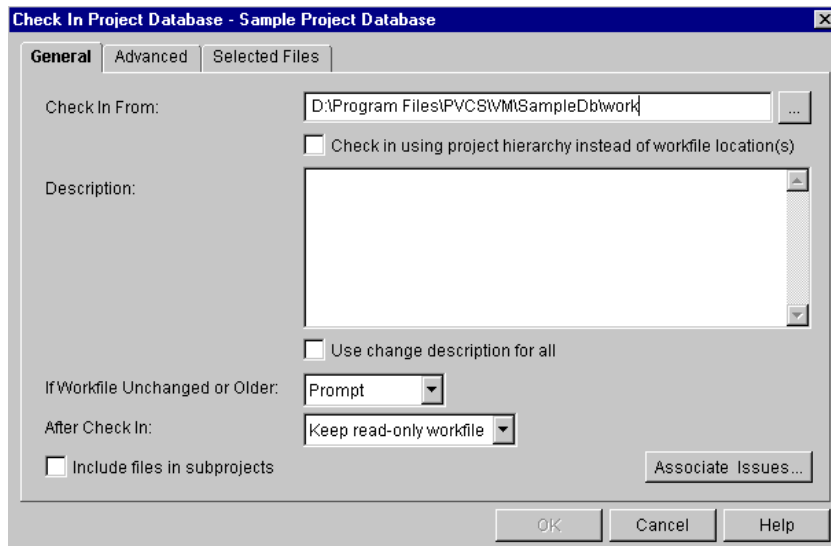 Check In Project Database - Sample Project Database
General Advanced Selected Files
Check In From: D:\Program Files\PVCS\VM\SampleDb\work ...
Check in using project hierarchy instead of workfile location(s)
Description:
Use change description for all
If Workfile Unchanged or Older: Prompt
After Check In: Keep read-only workfile
Include files in subprojects Associate Issues...
OK Cancel Help